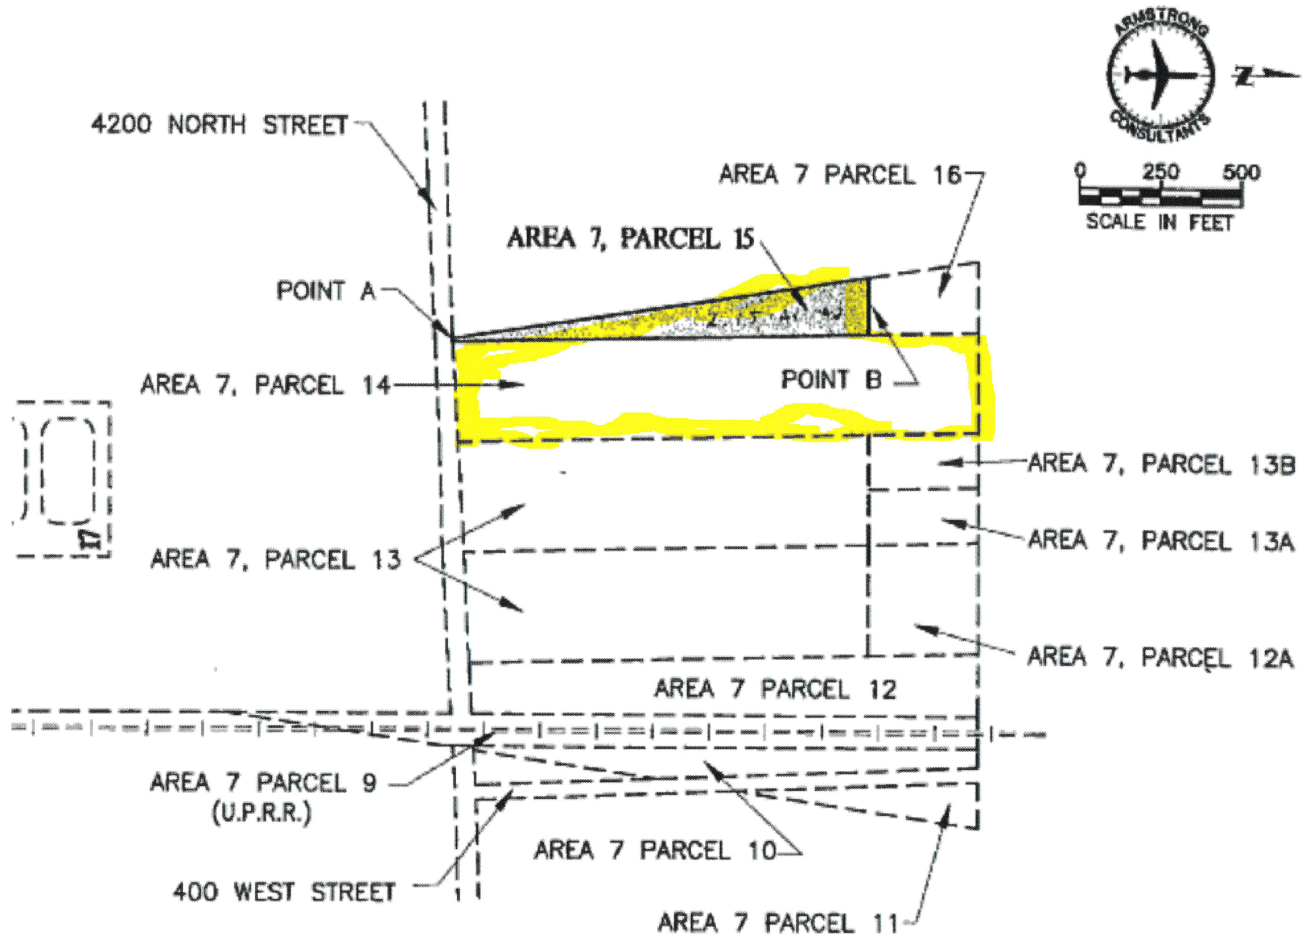 ARMSTRONG
CONSULTANTS
Z
0 250 500
SCALE IN FEET
4200 NORTH STREET
AREA 7 PARCEL 16
AREA 7, PARCEL 15
POINT A
AREA 7, PARCEL 14
POINT B
AREA 7, PARCEL 13B
17
AREA 7, PARCEL 13A
AREA 7, PARCEL 13
AREA 7, PARCEL 12A
AREA 7 PARCEL 12
AREA 7 PARCEL 9
(U.P.R.R.)
AREA 7 PARCEL 10
400 WEST STREET
AREA 7 PARCEL 11